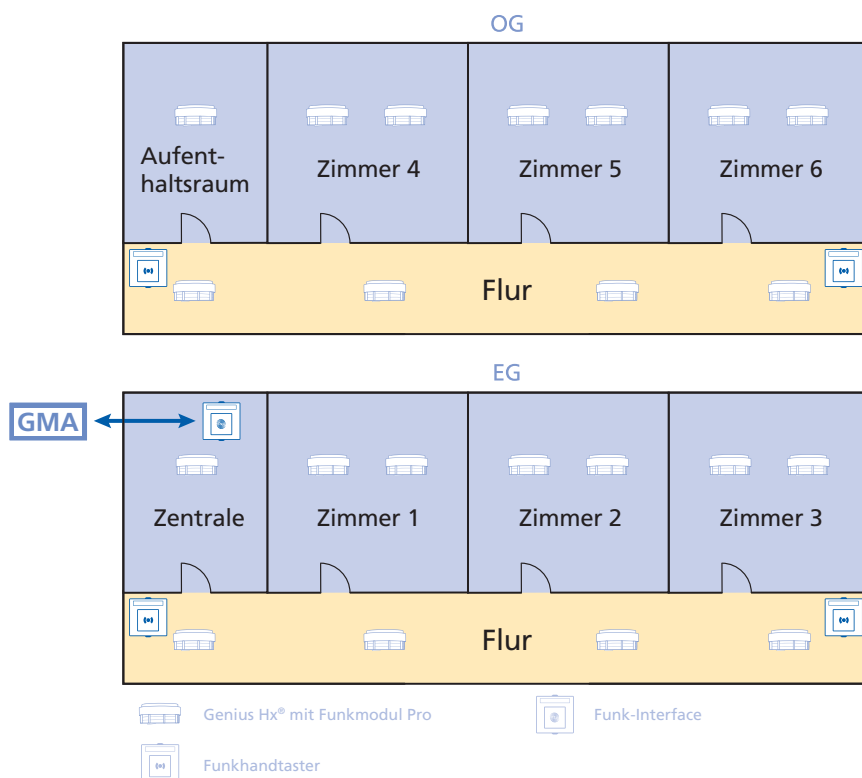 OG
Aufent-
haltsraum
Zimmer 4
Zimmer 5
Zimmer 6
Flur
EG
GMA
Zentrale
Zimmer 1
Zimmer 2
Zimmer 3
Flur
Genius Hx® mit Funkmodul Pro
Funk-Interface
Funkhandtaster